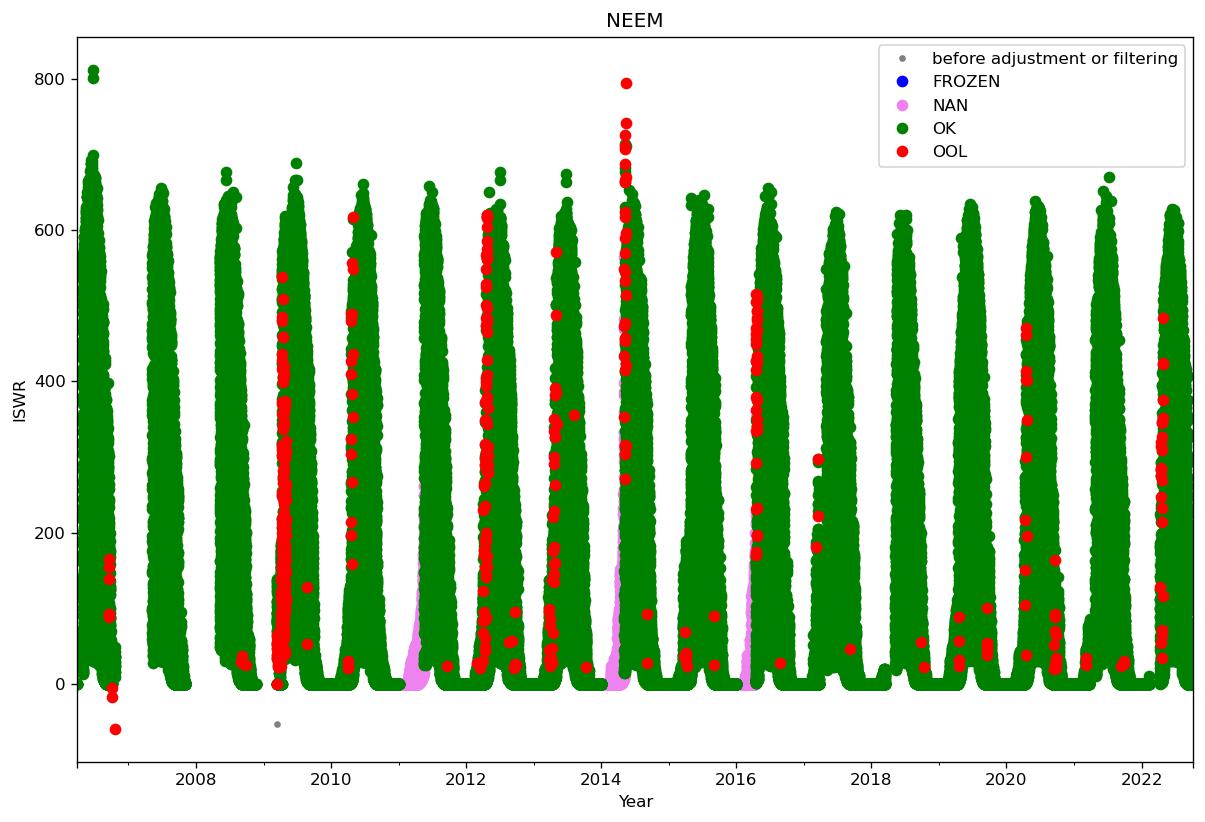 NEEM
before adjustment or filtering
FROZEN
NAN
OK
OOL
ISWR
800
600
400
200
0
2008 2010 2012 2014 2016 2018 2020 2022
Year